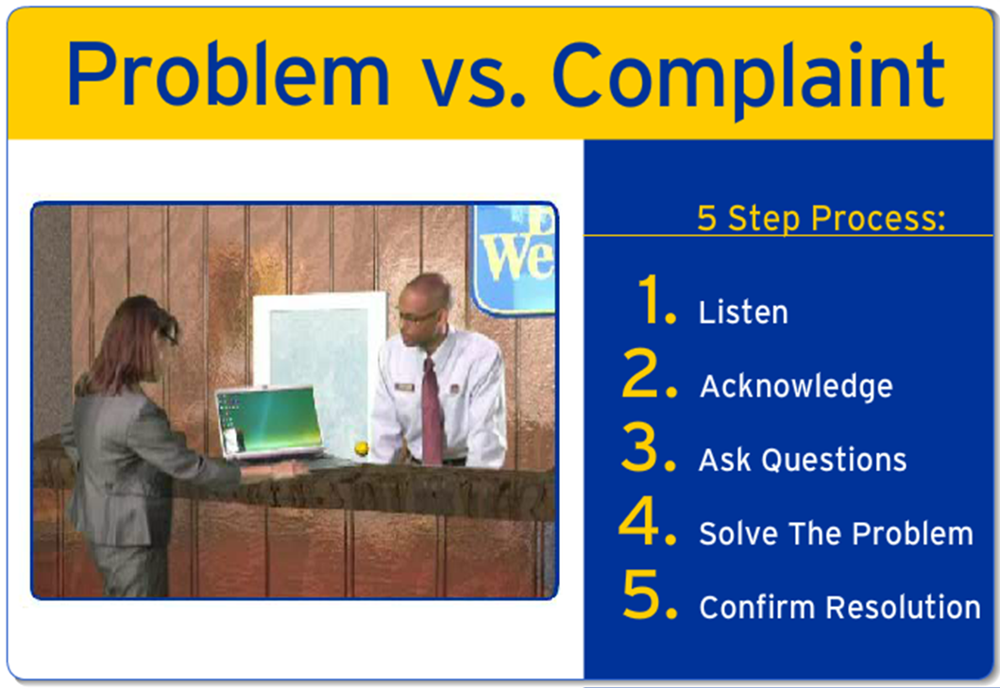 Problem vs. Complaint
We
5 Step Process:
1. Listen
2. Acknowledge
3. Ask Questions
4. Solve The Problem
5. Confirm Resolution